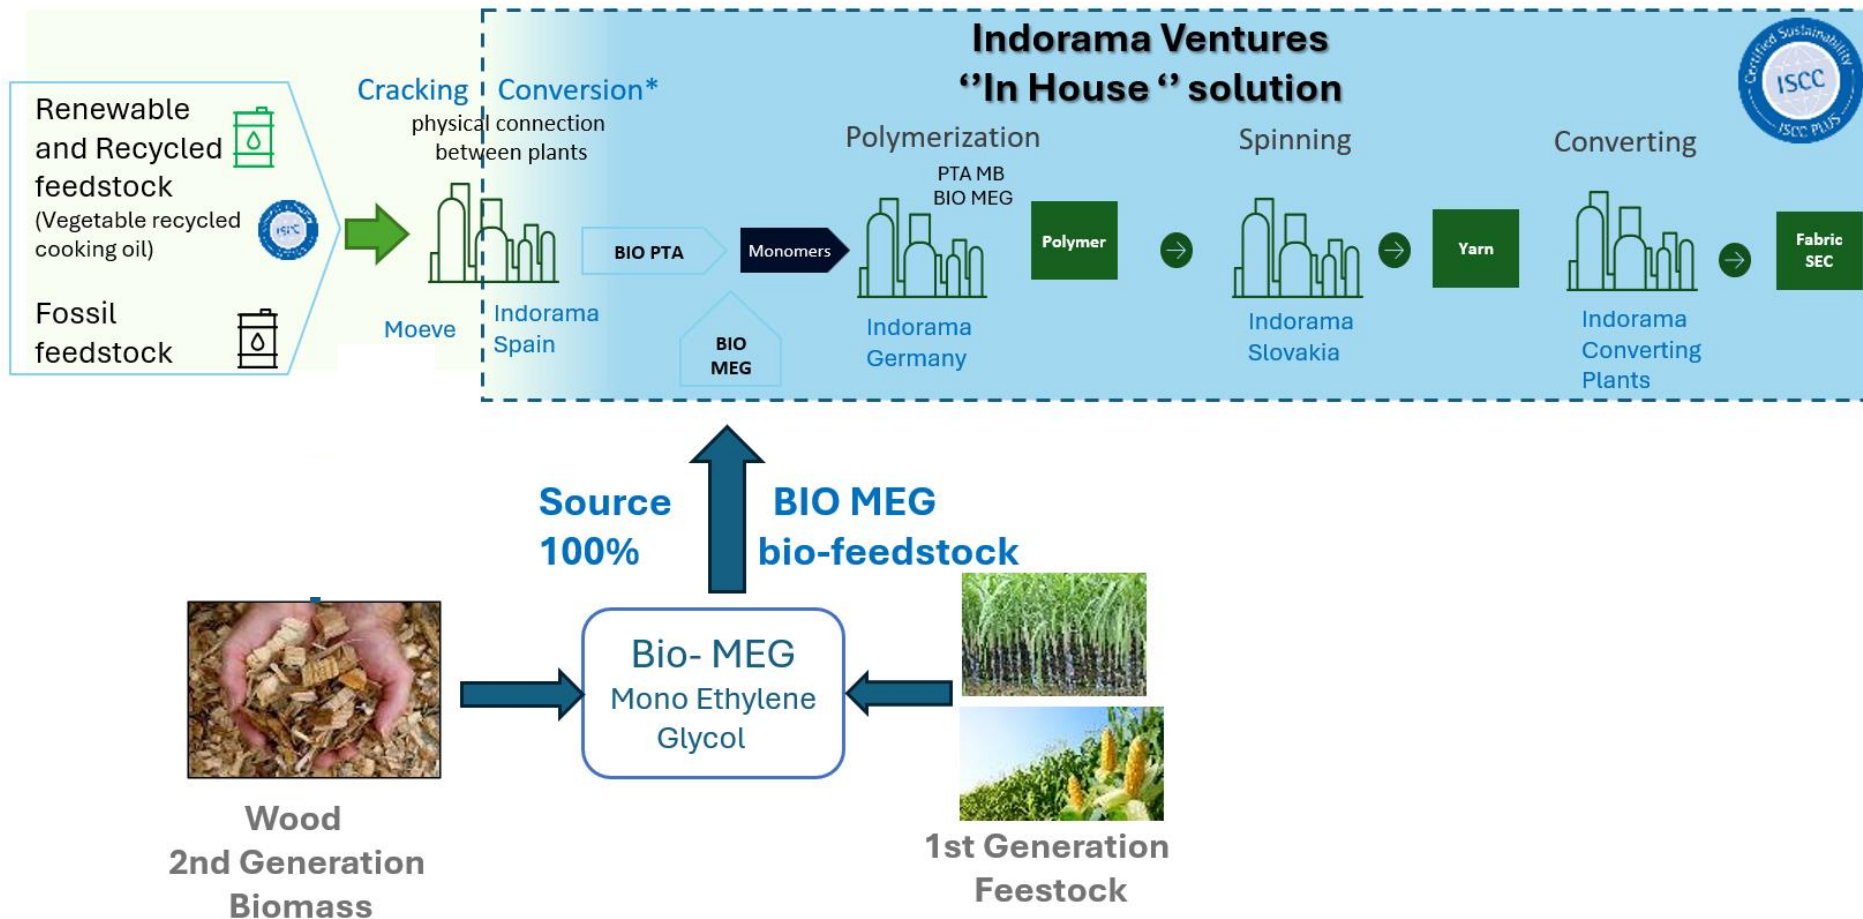 Indorama Ventures
‘’In House ‘’ solution
Certified Sustainability
ISCC
ISCC PLUS
Renewable
and Recycled
feedstock
(Vegetable recycled
cooking oil)
ISCC
Fossil
feedstock
Cracking
Conversion*
physical connection
between plants
Moeve
Indorama
Spain
BIO PTA
BIO
MEG
Monomers
Polymerization
PTA MB
BIO MEG
Indorama
Germany
Polymer
Spinning
Indorama
Slovakia
Yarn
Converting
Indorama
Converting
Plants
Fabric
SEC
Source
100%
BIO MEG
bio-feedstock
Bio- MEG
Mono Ethylene
Glycol
Wood
2nd Generation
Biomass
1st Generation
Feestock